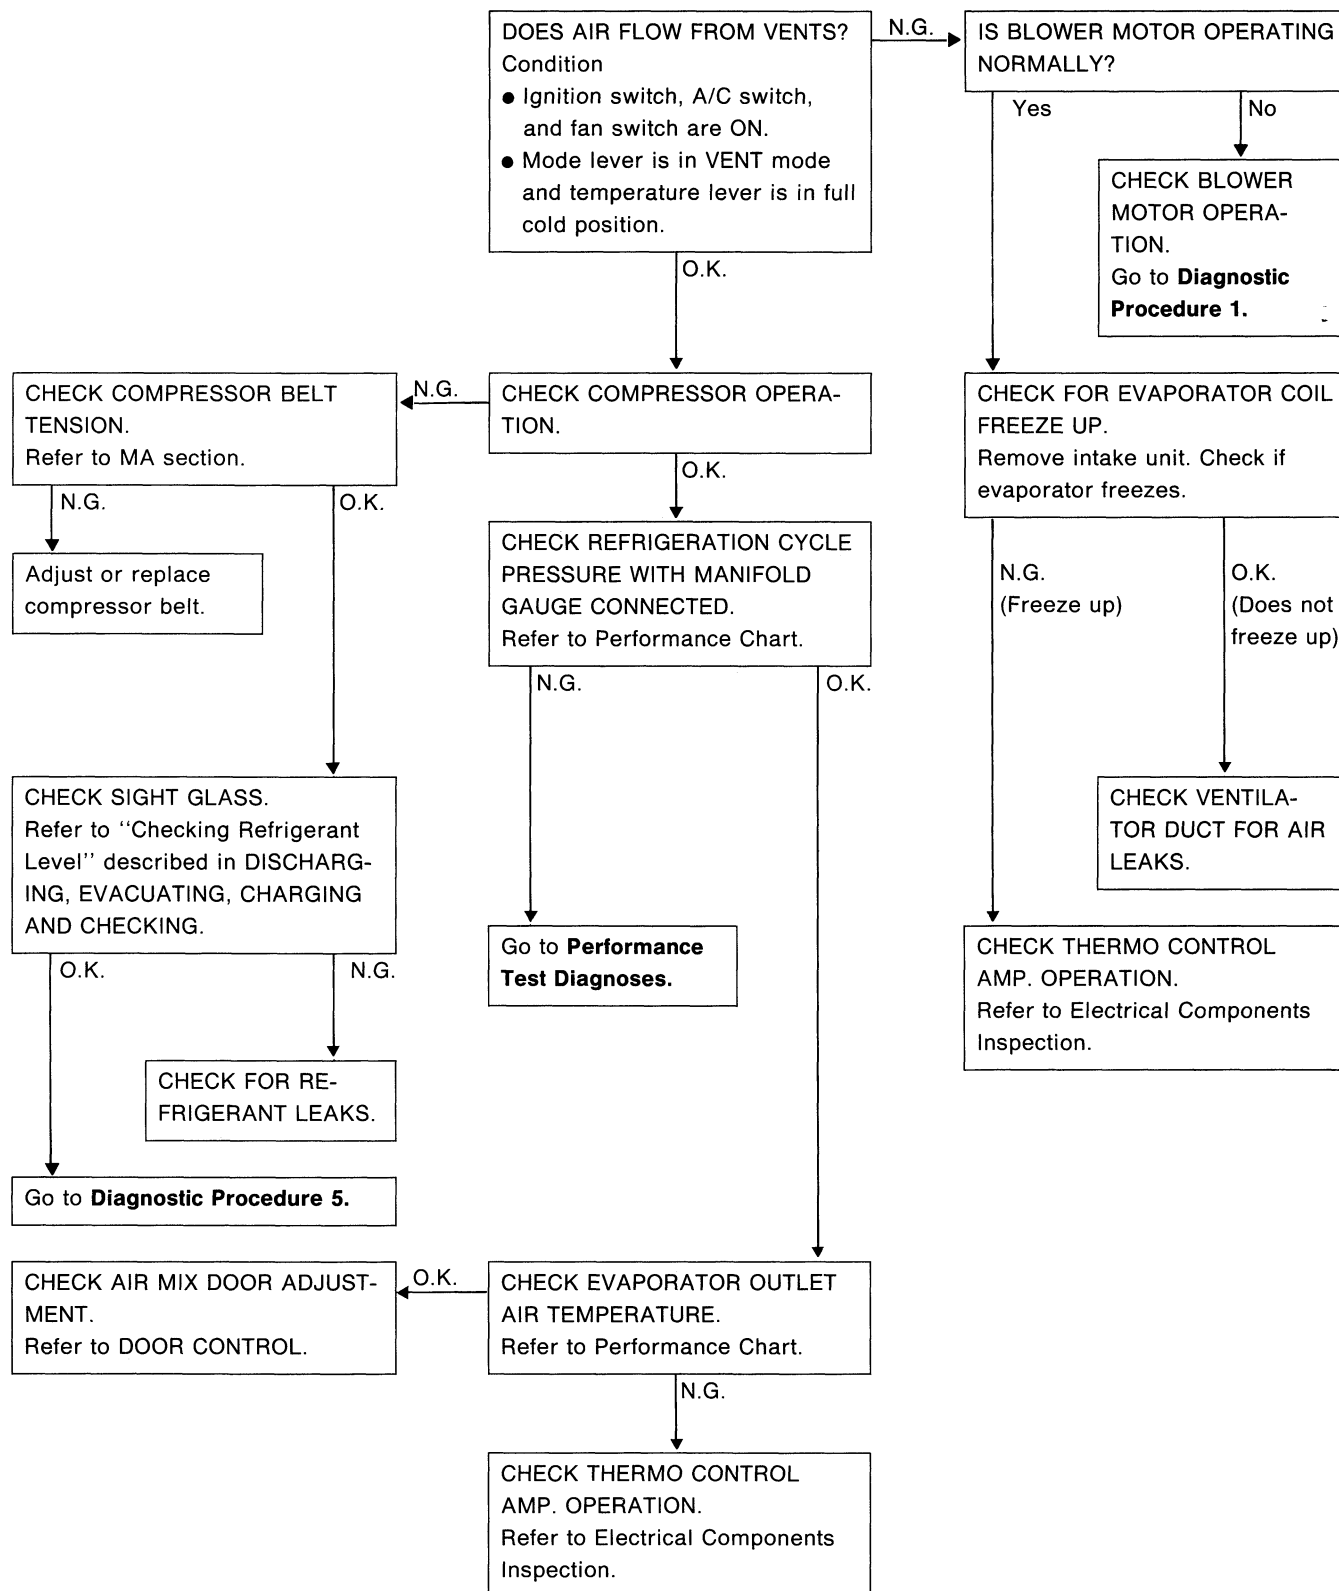 DOES AIR FLOW FROM VENTS?
Condition
● Ignition switch, A/C switch,
and fan switch are ON.
● Mode lever is in VENT mode
and temperature lever is in full
cold position.
N.G.
IS BLOWER MOTOR OPERATING
NORMALLY?
Yes
No
CHECK BLOWER
MOTOR OPERA-
TION.
Go to Diagnostic
Procedure 1.
O.K.
CHECK COMPRESSOR BELT
TENSION.
Refer to MA section.
N.G.
CHECK COMPRESSOR OPERA-
TION.
CHECK FOR EVAPORATOR COIL
FREEZE UP.
Remove intake unit. Check if
evaporator freezes.
N.G.
O.K.
O.K.
Adjust or replace
compressor belt.
CHECK REFRIGERATION CYCLE
PRESSURE WITH MANIFOLD
GAUGE CONNECTED.
Refer to Performance Chart.
N.G.
(Freeze up)
O.K.
(Does not
freeze up)
N.G.
O.K.
CHECK SIGHT GLASS.
Refer to ‘‘Checking Refrigerant
Level’’ described in DISCHARG-
ING, EVACUATING, CHARGING
AND CHECKING.
CHECK VENTILA-
TOR DUCT FOR AIR
LEAKS.
O.K.
N.G.
Go to Performance
Test Diagnoses.
CHECK THERMO CONTROL
AMP. OPERATION.
Refer to Electrical Components
Inspection.
CHECK FOR RE-
FRIGERANT LEAKS.
Go to Diagnostic Procedure 5.
CHECK AIR MIX DOOR ADJUST-
MENT.
Refer to DOOR CONTROL.
O.K.
CHECK EVAPORATOR OUTLET
AIR TEMPERATURE.
Refer to Performance Chart.
N.G.
CHECK THERMO CONTROL
AMP. OPERATION.
Refer to Electrical Components
Inspection.